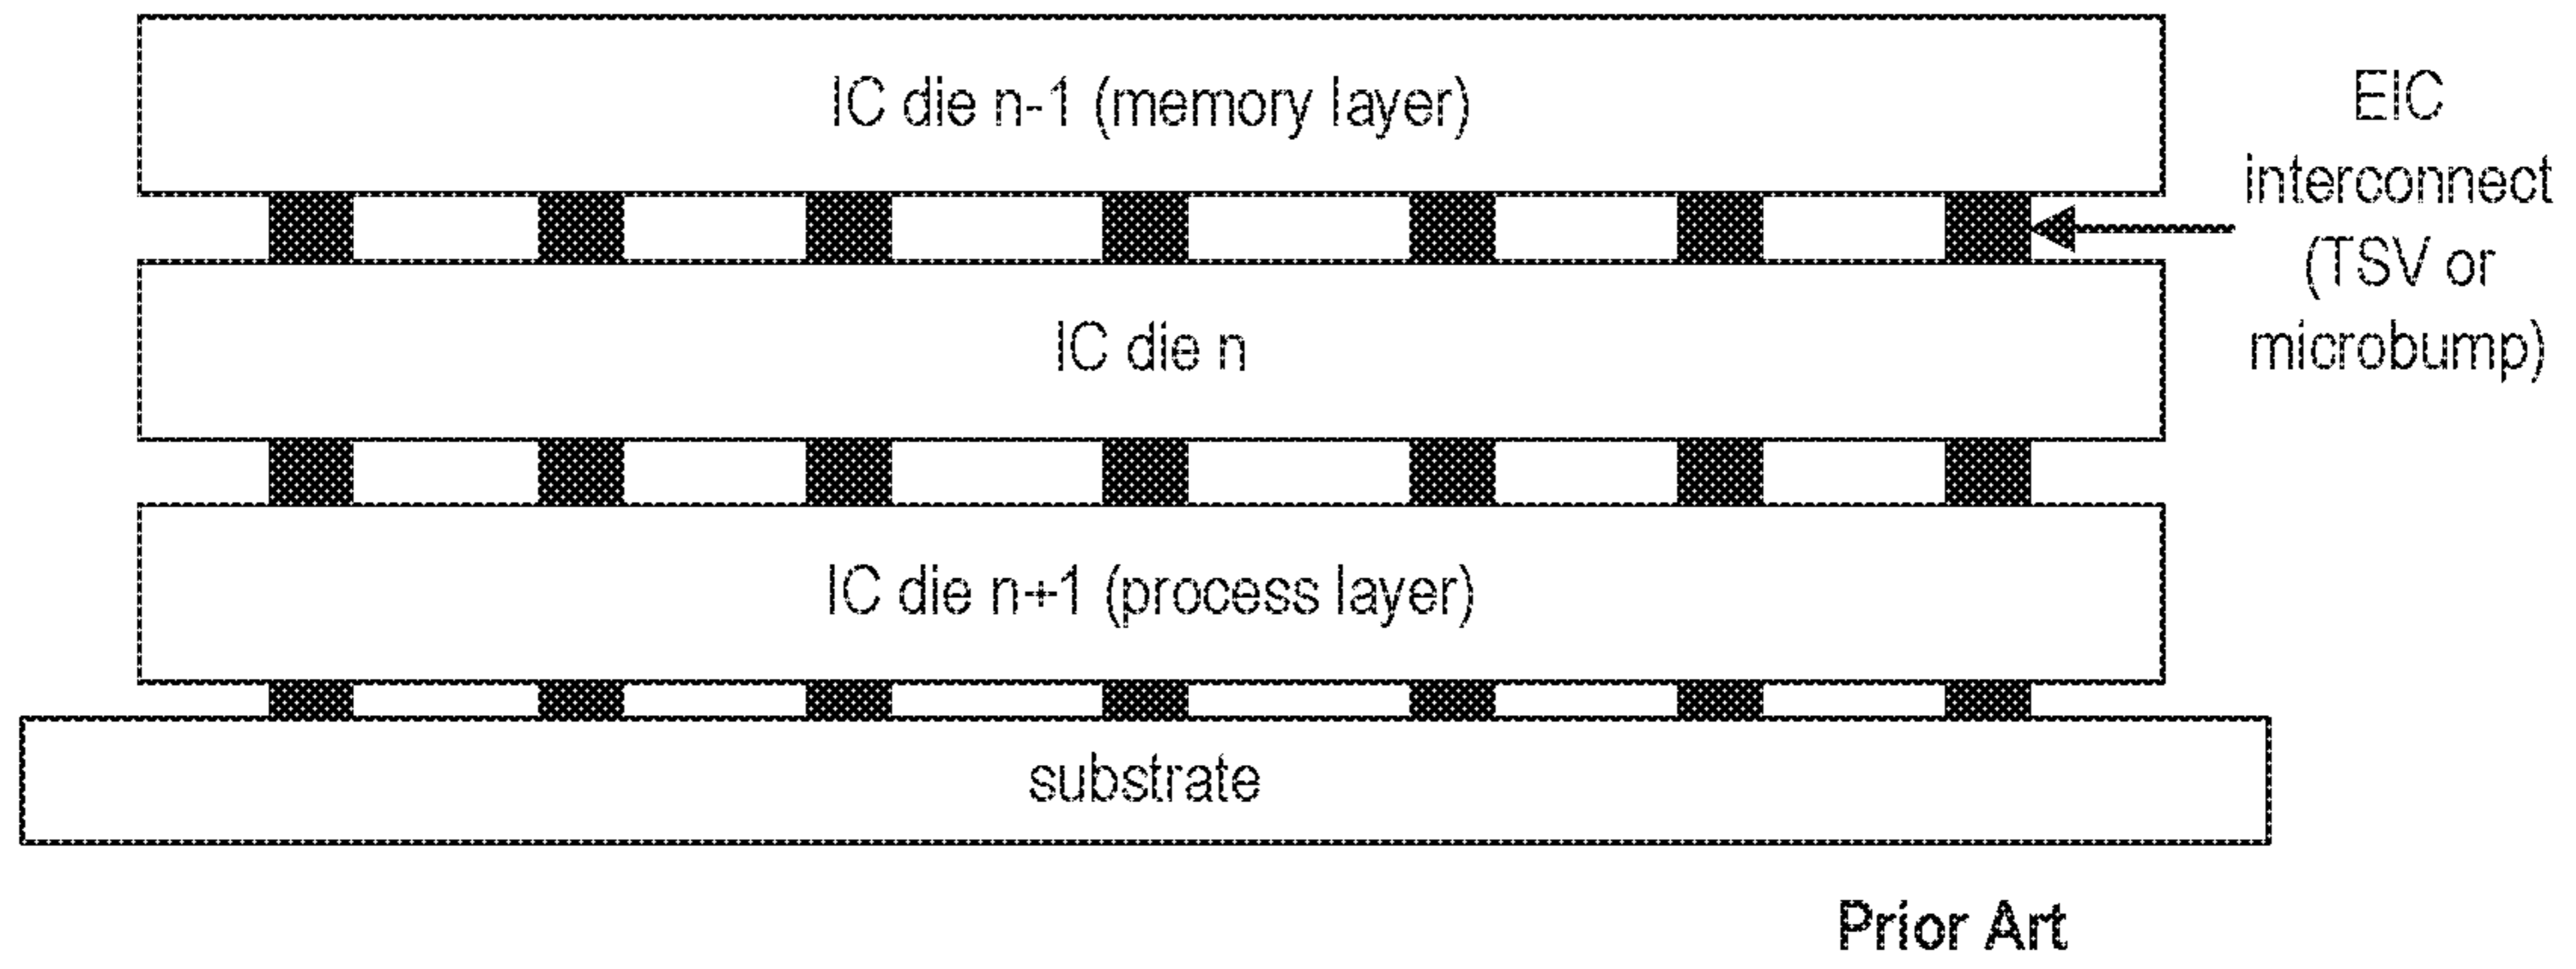 IC die n-1 (memory layer)
EIC
interconnect
(TSV or
microbump)
IC die n
IC die n+1 (process layer)
substrate
Prior Art